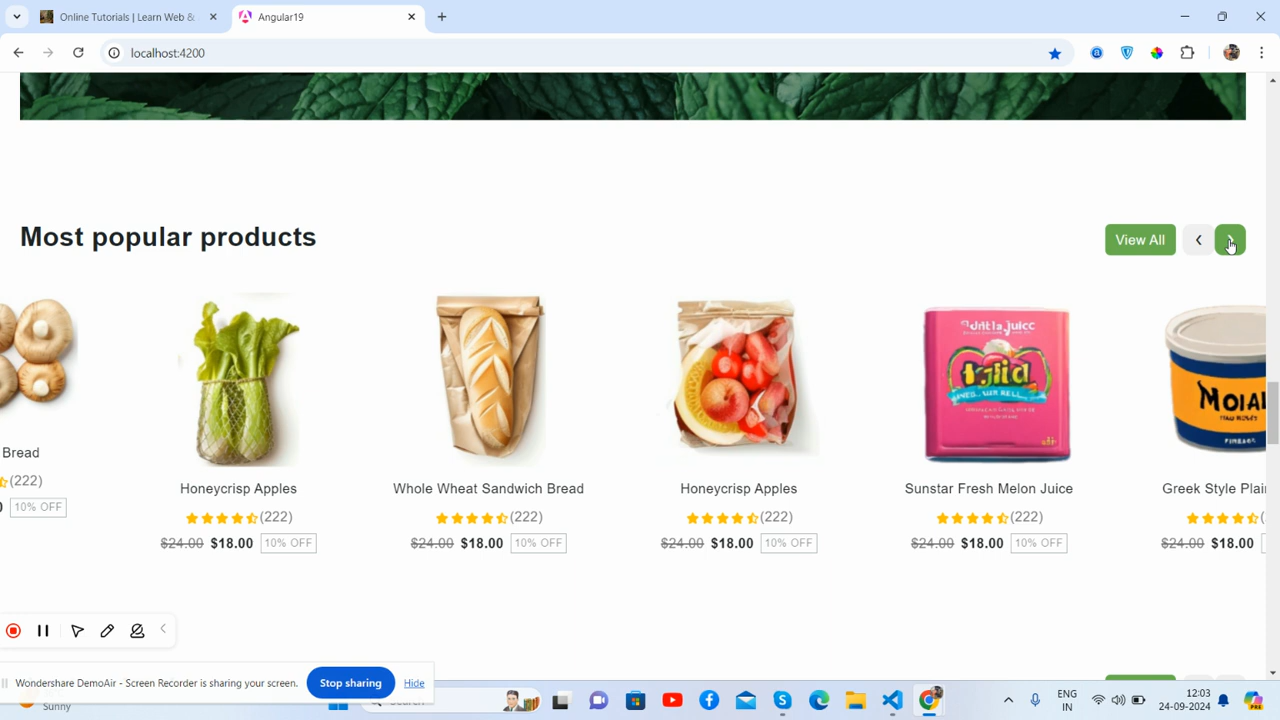 Online Tutorials | Learn Web &
Angular19
localhost:4200
Most popular products
View All
Bread
(222)
10% OFF
Honeycrisp Apples
(222)
$24.00 $18.00 10% OFF
Whole Wheat Sandwich Bread
(222)
$24.00 $18.00 10% OFF
Honeycrisp Apples
(222)
$24.00 $18.00 10% OFF
Sunstar Fresh Melon Juice
(222)
$24.00 $18.00 10% OFF
Greek Style Plai
$24.00 $18.00
Wondershare DemoAir - Screen Recorder is sharing your screen.
Stop sharing
Hide
Sunny
ENG
IN
12:03
24-09-2024